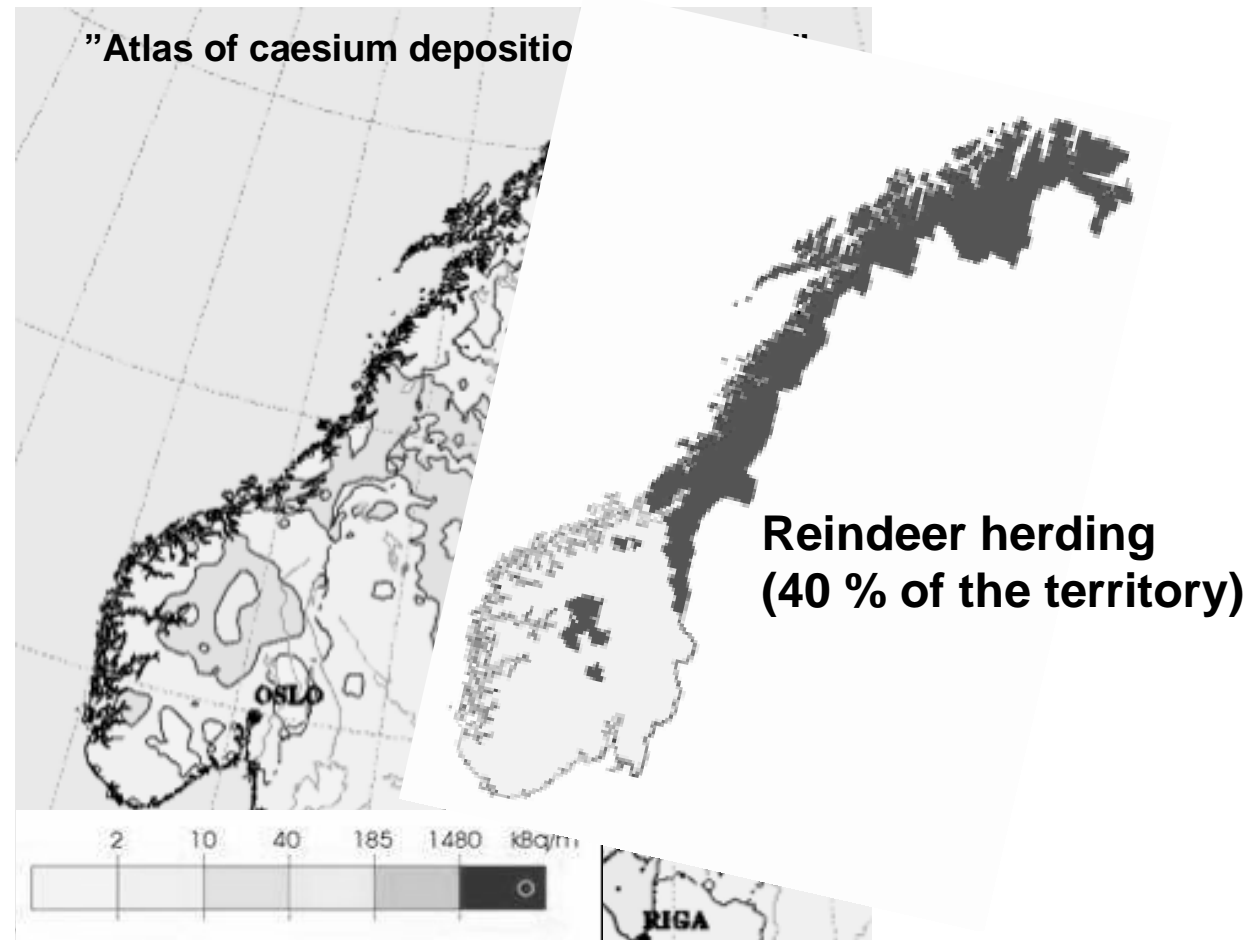 ”Atlas of caesium depositio
OSLO
Reindeer herding
(40 % of the territory)
2 10 40 185 1480 kBq/m
RIGA